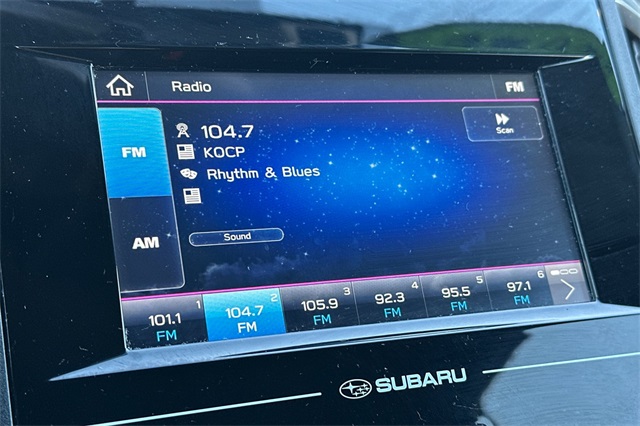 Radio FM
104.7
KOCP
Rhythm & Blues
Scan
FM
AM
Sound
1 2 3 4 5 6
101.1 104.7 105.9 92.3 95.5 97.1
FM FM FM FM FM FM
SUBARU